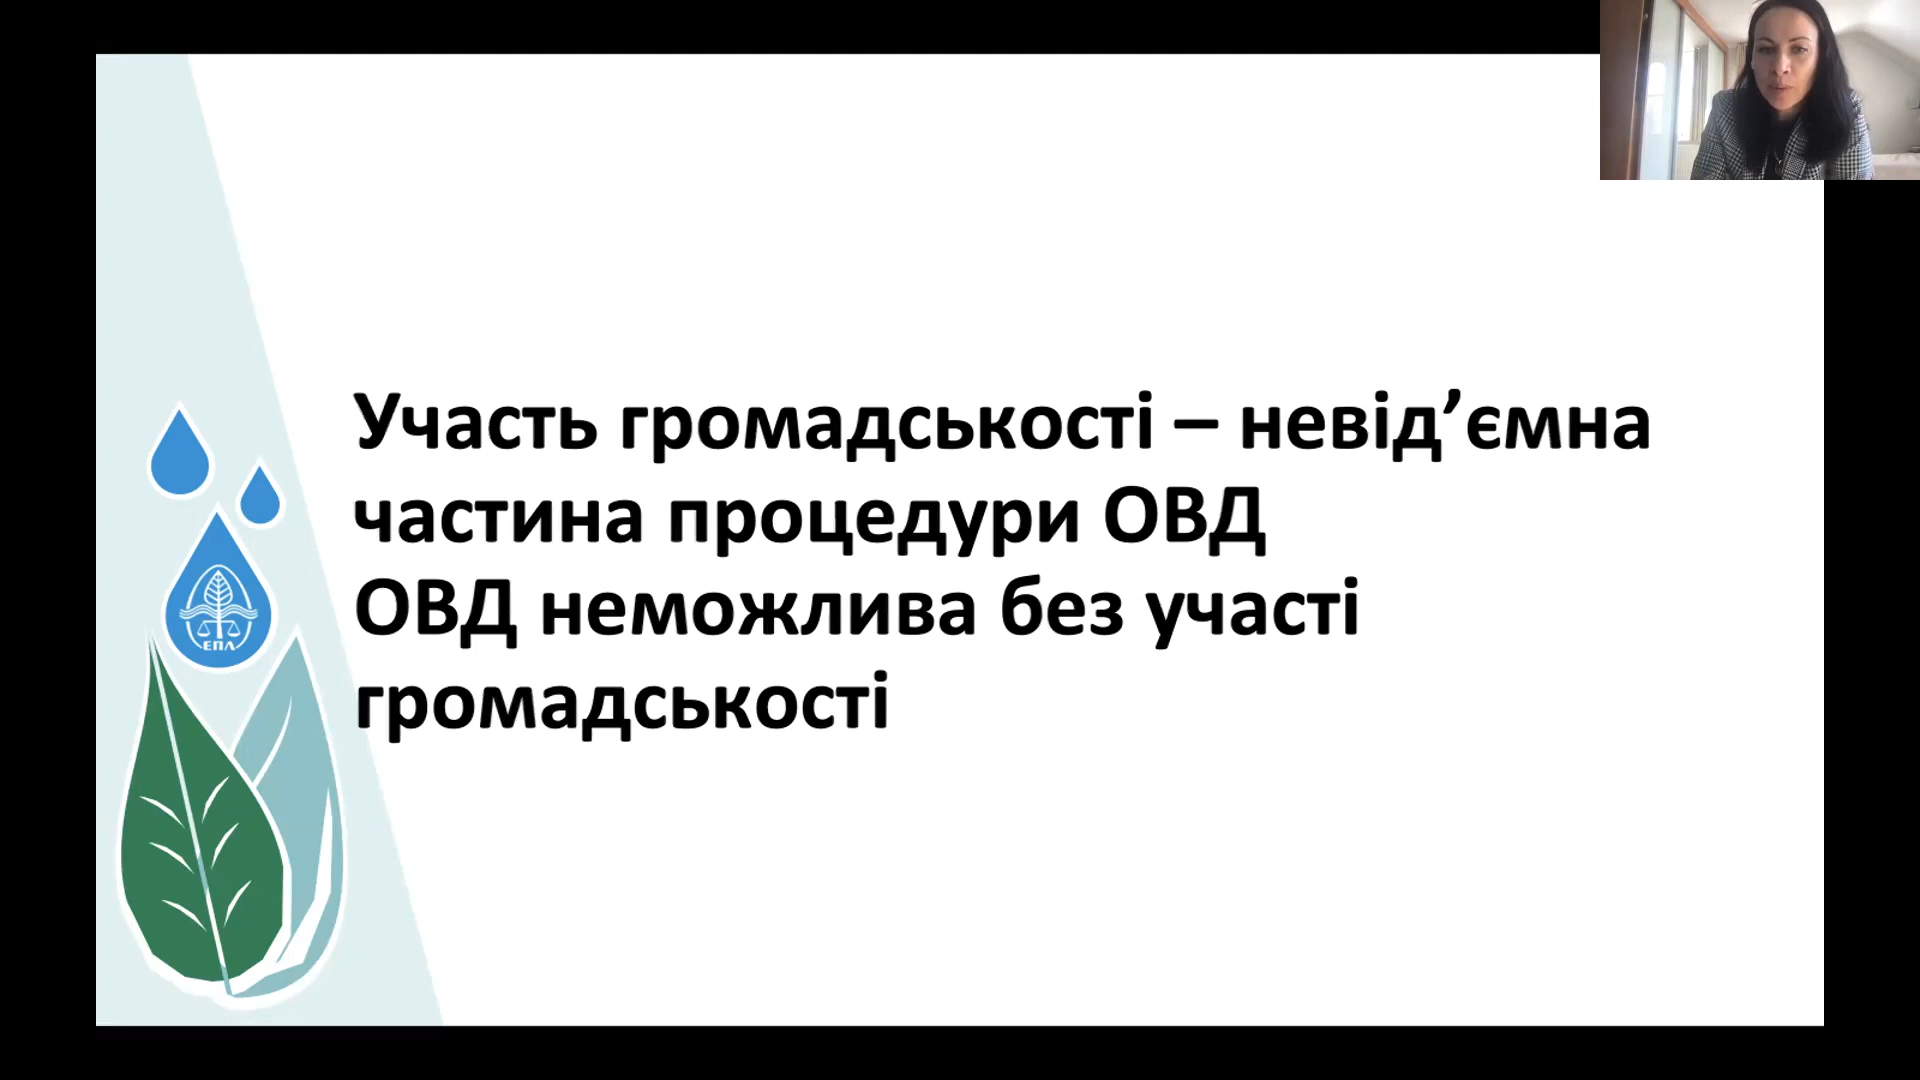 Участь громадськості – невід’ємна
частина процедури ОВД
ОВД неможлива без участі
громадськості
ЕПЛ